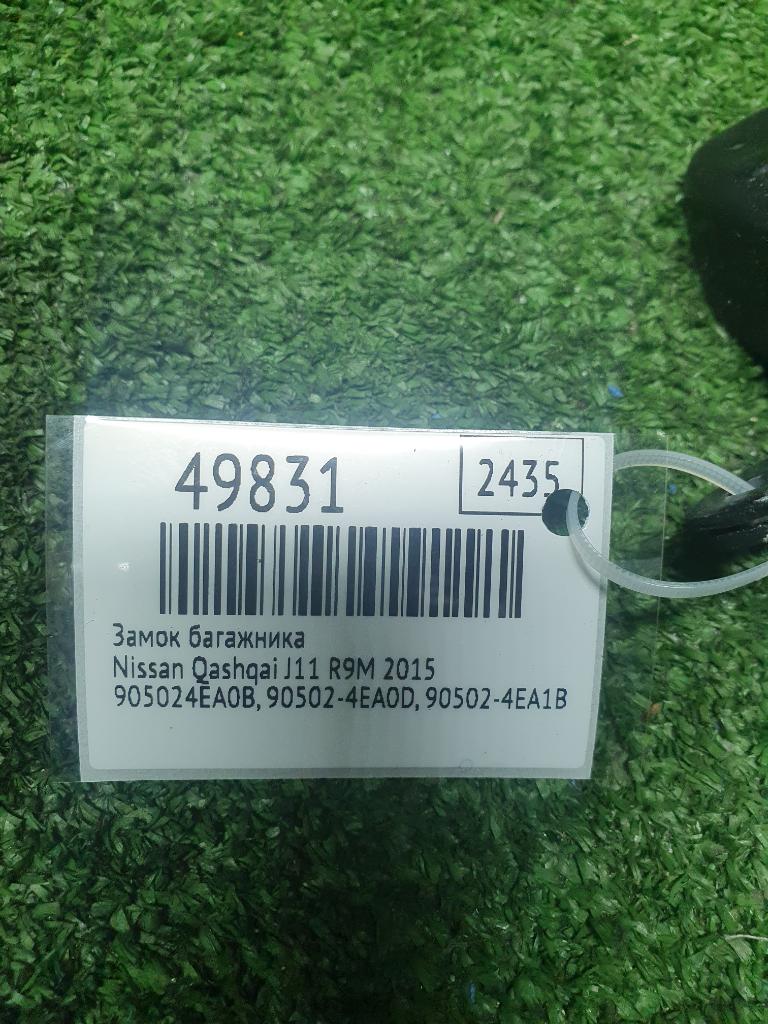 49831
2435
Замок багажника
Nissan Qashqai J11 R9M 2015
905024EA0B, 90502-4EA0D, 90502-4EA1B